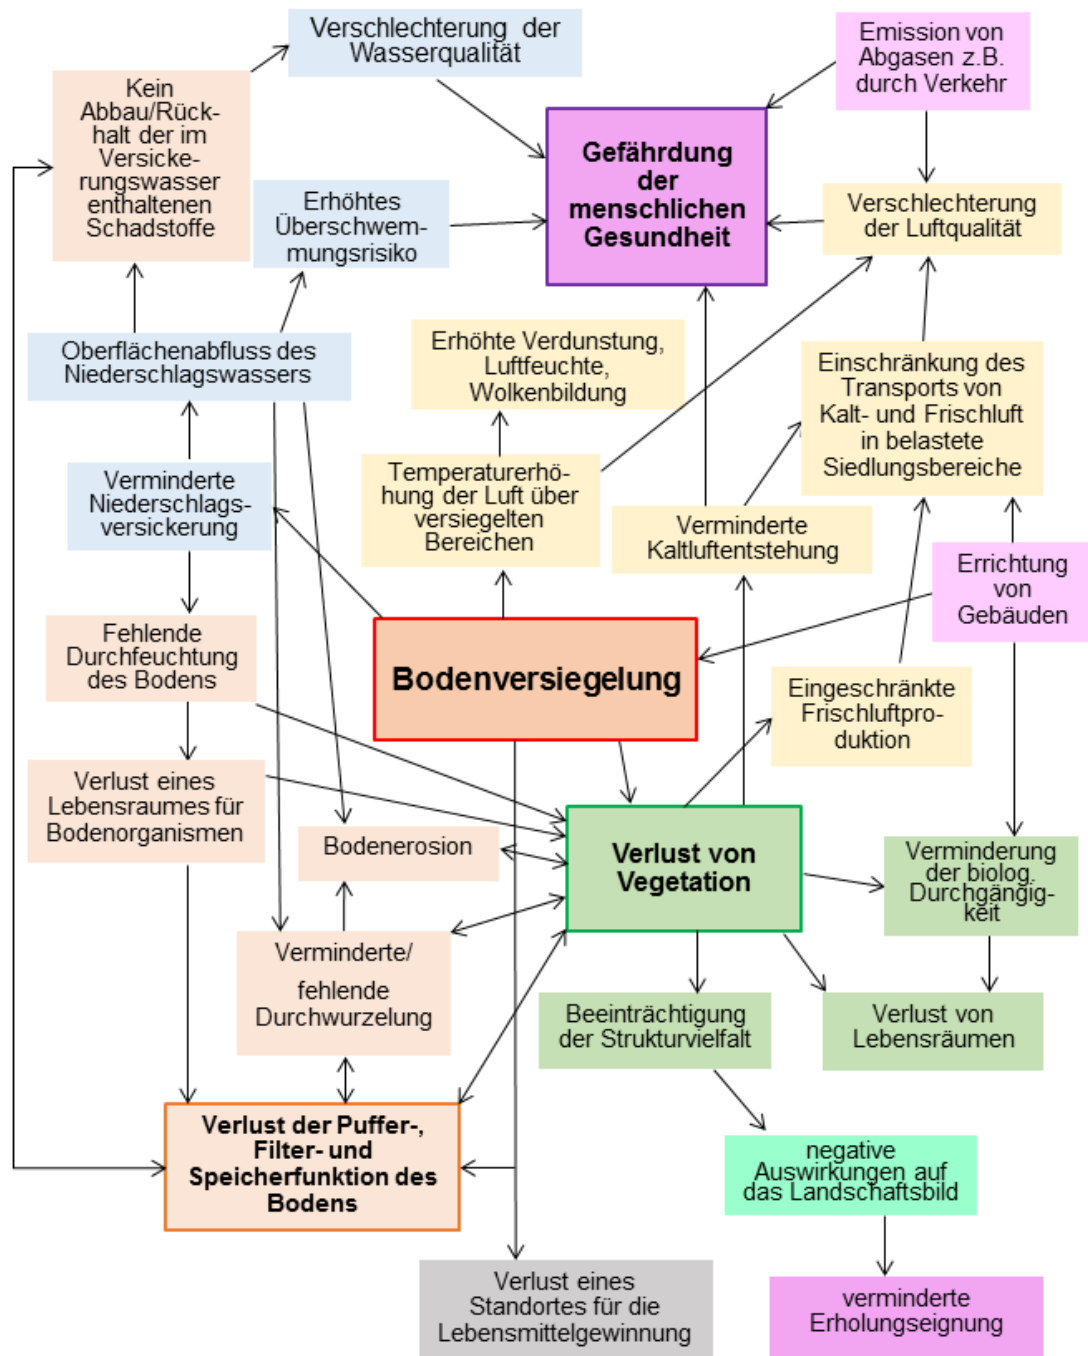 Verschlechterung der
Wasserqualität
Emission von
Abgasen z.B.
durch Verkehr
Kein
Abbau/Rück-
halt der im
Versicke-
rungswasser
enthaltenen
Schadstoffe
Gefährdung
der
menschlichen
Gesundheit
Erhöhtes
Überschwem-
mungsrisiko
Verschlechterung
der Luftqualität
Oberflächenabfluss des
Niederschlagswassers
Erhöhte Verdunstung,
Luftfeuchte,
Wolkenbildung
Einschränkung des
Transports von
Kalt- und Frischluft
in belastete
Siedlungsbereiche
Verminderte
Niederschlags-
versickerung
Temperaturerhö-
hung der Luft über
versiegelten
Bereichen
Verminderte
Kaltluftentstehung
Errichtung
von
Gebäuden
Fehlende
Durchfeuchtung
des Bodens
Bodenversiegelung
Eingeschränkte
Frischluftpro-
duktion
Verlust eines
Lebensraumes für
Bodenorganismen
Bodenerosion
Verlust von
Vegetation
Verminderung
der biolog.
Durchgängig-
keit
Verminderte/
fehlende
Durchwurzelung
Beeinträchtigung
der Strukturvielfalt
Verlust von
Lebensräumen
Verlust der Puffer-,
Filter- und
Speicherfunktion des
Bodens
negative
Auswirkungen auf
das Landschaftsbild
Verlust eines
Standortes für die
Lebensmittelgewinnung
verminderte
Erholungseignung